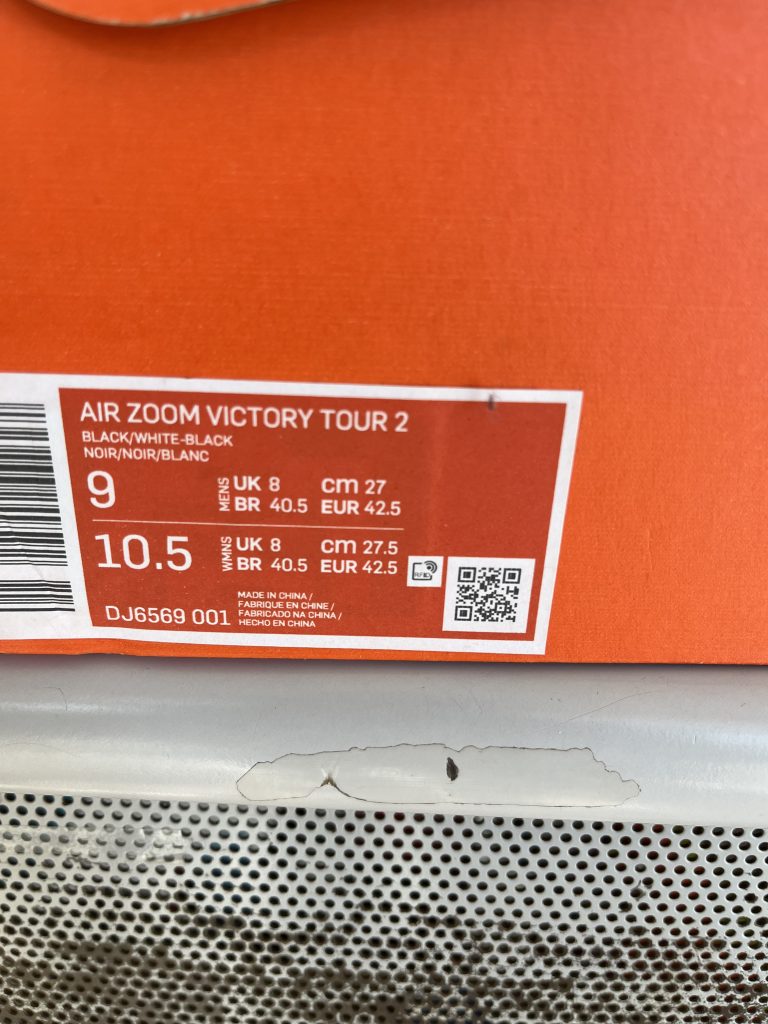 AIR ZOOM VICTORY TOUR 2
BLACK/WHITE-BLACK
NOIR/NOIR/BLANC
9 MENS UK 8 cm 27
BR 40.5 EUR 42.5
10.5 WMNS UK 8 cm 27.5
BR 40.5 EUR 42.5
RFID
DJ6569 001
MADE IN CHINA /
FABRIQUE EN CHINE /
FABRICADO NA CHINA /
HECHO EN CHINA